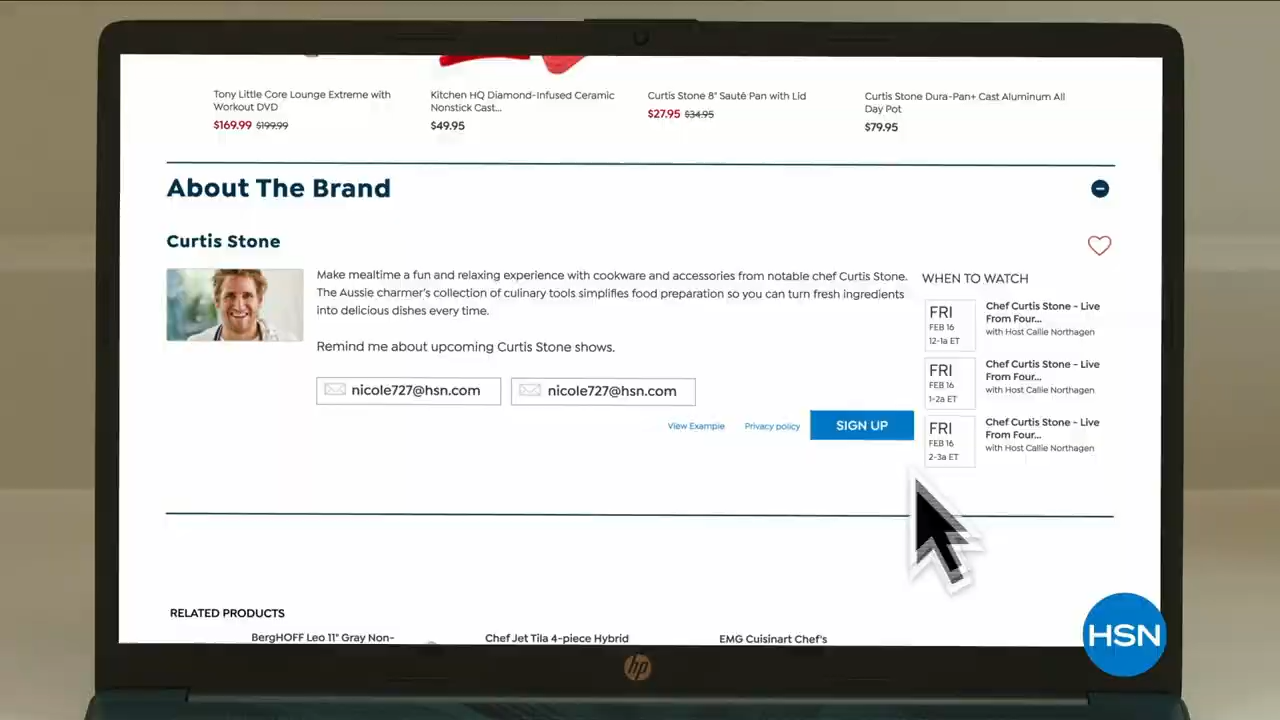 Tony Little Core Lounge Extreme with
Workout DVD
$169.99 $199.99
Kitchen HQ Diamond-Infused Ceramic
Nonstick Cast...
$49.95
Curtis Stone 8" Sauté Pan with Lid
$27.95 $34.95
Curtis Stone Dura-Pan+ Cast Aluminum All
Day Pot
$79.95
About The Brand
Curtis Stone
Make mealtime a fun and relaxing experience with cookware and accessories from notable chef Curtis Stone.
The Aussie charmer's collection of culinary tools simplifies food preparation so you can turn fresh ingredients
into delicious dishes every time.
Remind me about upcoming Curtis Stone shows.
nicole727@hsn.com
nicole727@hsn.com
View Example
Privacy policy
SIGN UP
WHEN TO WATCH
FRI
FEB 16
12-1a ET
Chef Curtis Stone - Live
From Four...
with Host Callie Northagen
FRI
FEB 16
1-2a ET
Chef Curtis Stone - Live
From Four...
with Host Callie Northagen
FRI
FEB 16
2-3a ET
Chef Curtis Stone - Live
From Four...
with Host Callie Northagen
RELATED PRODUCTS
BergHOFF Leo 11" Gray Non-
Chef Jet Tila 4-piece Hybrid
EMG Cuisinart Chef's
hp
HSN